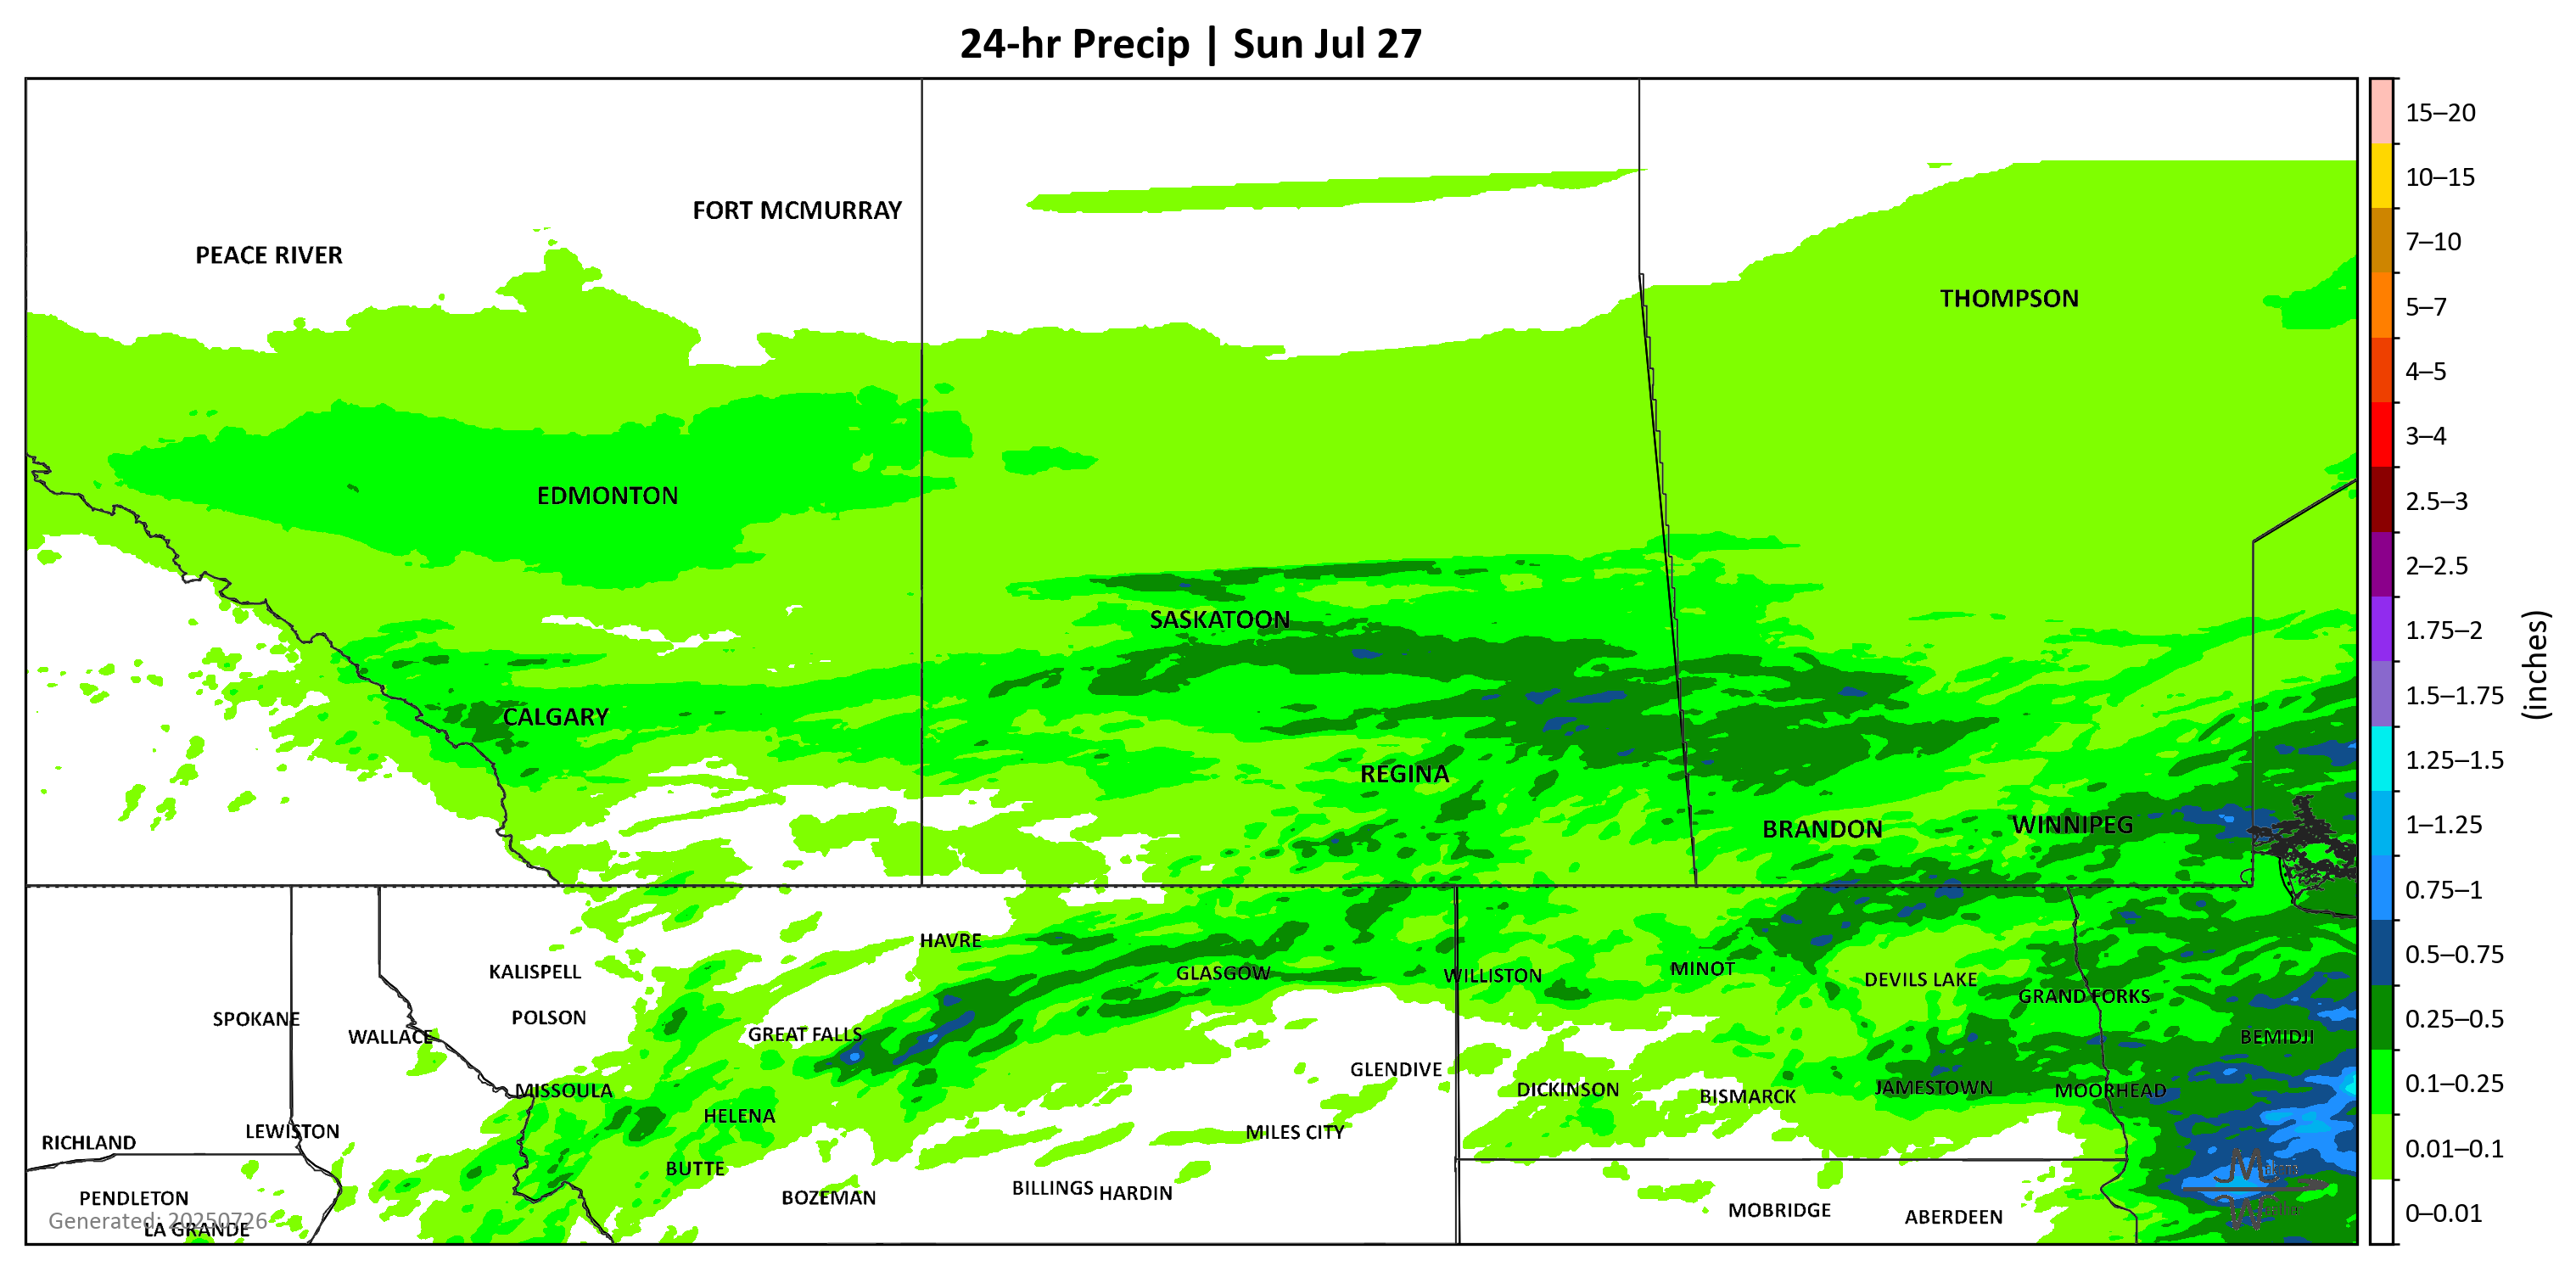 24-hr Precip | Sun Jul 27
15–20
10–15
FORT MCMURRAY
7–10
PEACE RIVER
THOMPSON
5–7
4–5
3–4
EDMONTON
2.5–3
2–2.5
SASKATOON
1.75–2
(inches)
1.5–1.75
CALGARY
1.25–1.5
REGINA
BRANDON
WINNIPEG
1–1.25
0.75–1
HAVRE
0.5–0.75
KALISPELL
GLASGOW
WILLISTON
MINOT
DEVILS LAKE
GRAND FORKS
0.25–0.5
SPOKANE
POLSON
WALLACE
GREAT FALLS
BEMIDJI
GLENDIVE
0.1–0.25
MISSOULA
DICKINSON
BISMARCK
JAMESTOWN
MOORHEAD
HELENA
LEWISTON
RICHLAND
MILES CITY
0.01–0.1
BUTTE
BILLINGS
HARDIN
PENDLETON
BOZEMAN
MOBRIDGE
ABERDEEN
0–0.01
Generated: 20250726
LA GRANDE